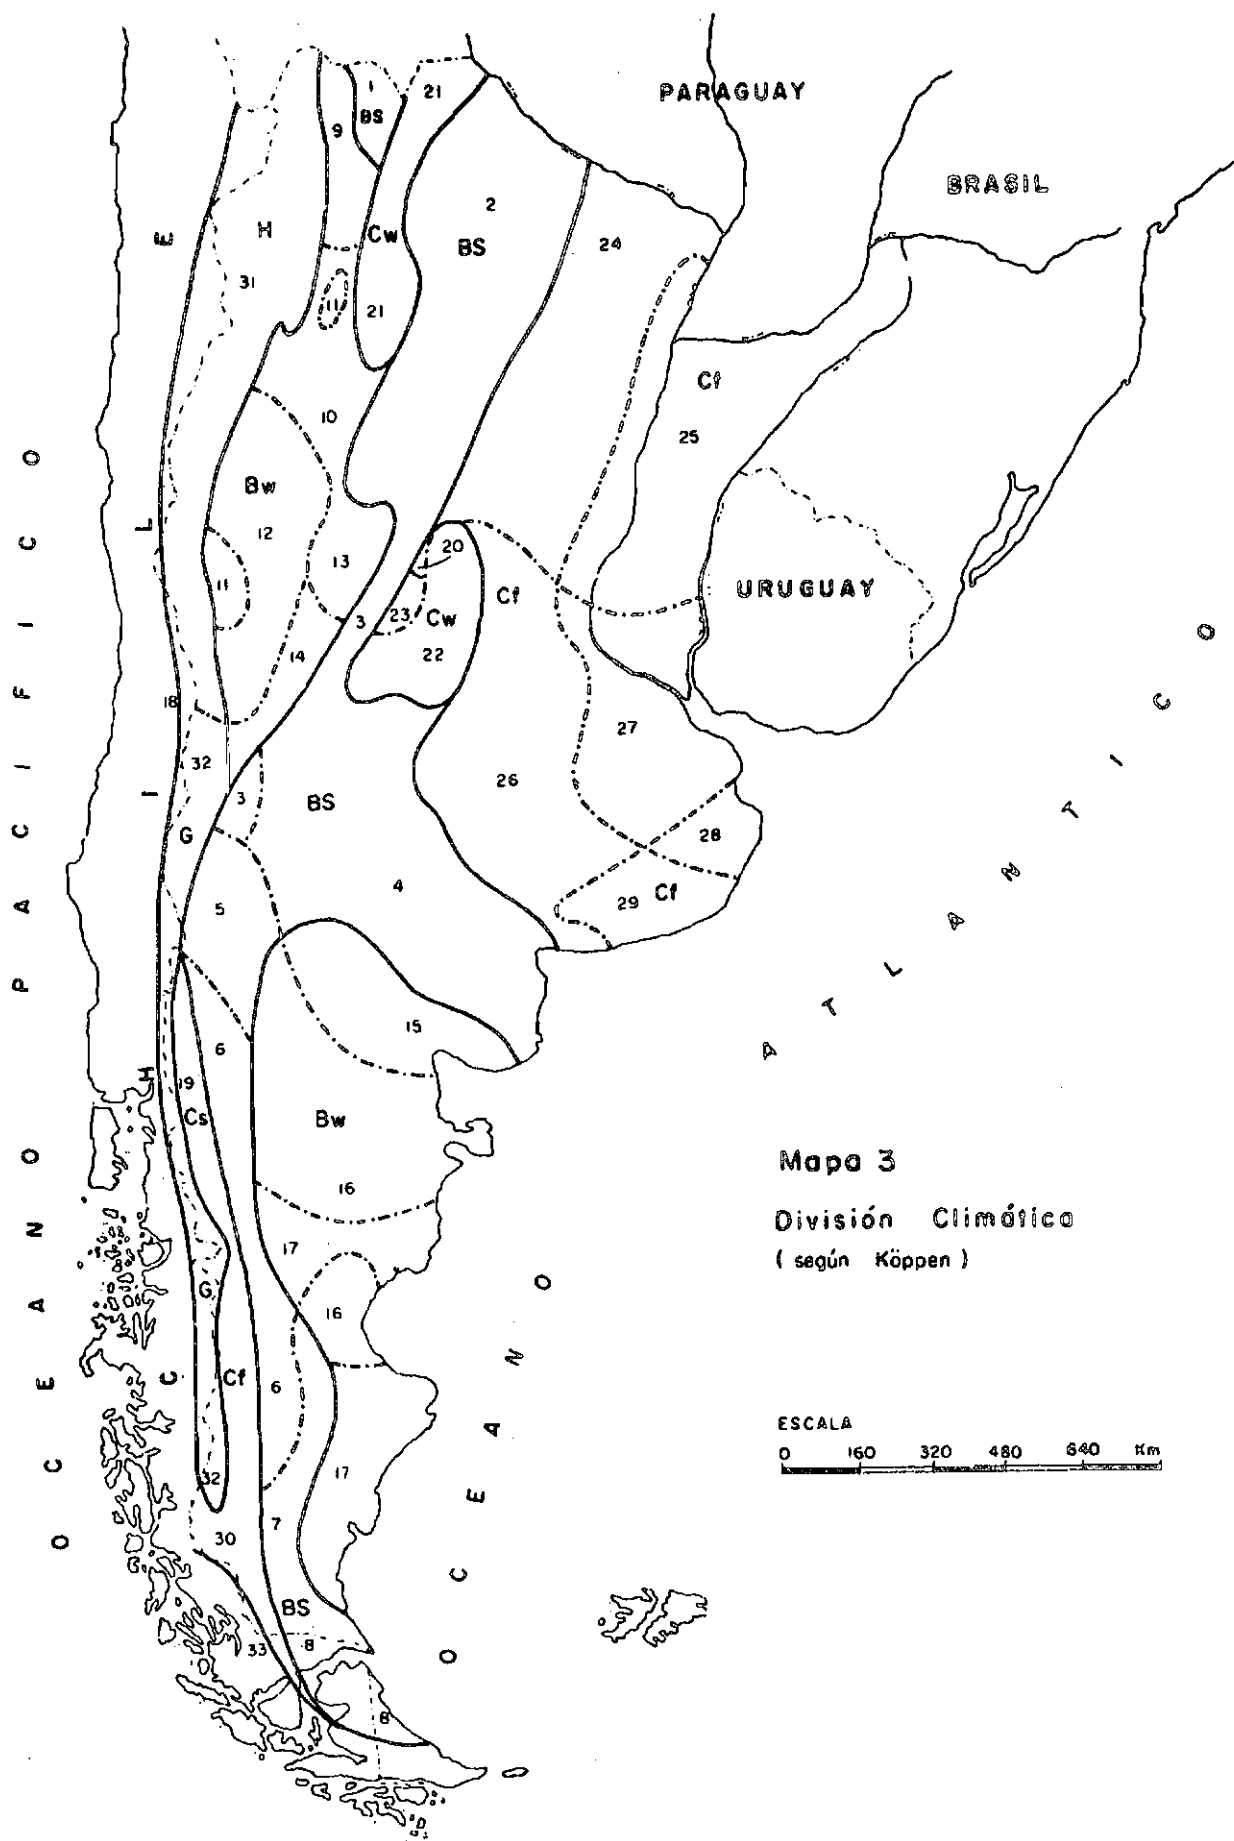 PARAGUAY
BRASIL
URUGUAY
CHILE
OCEANO PACIFICO
OCEANO ATLANTICO
1
BS
21
9
2
BS
24
H
31
Cw
11
21
10
Cf
25
Bw
12
11
13
20
23
3
Cw
22
Cf
14
18
32
3
G
BS
26
27
28
29
Cf
4
5
15
6
19
Cs
Bw
16
17
G
16
Cf
6
17
32
30
7
BS
33
8
8
Mapa 3
División Climática
( según Köppen )
ESCALA
0 160 320 480 640 Km